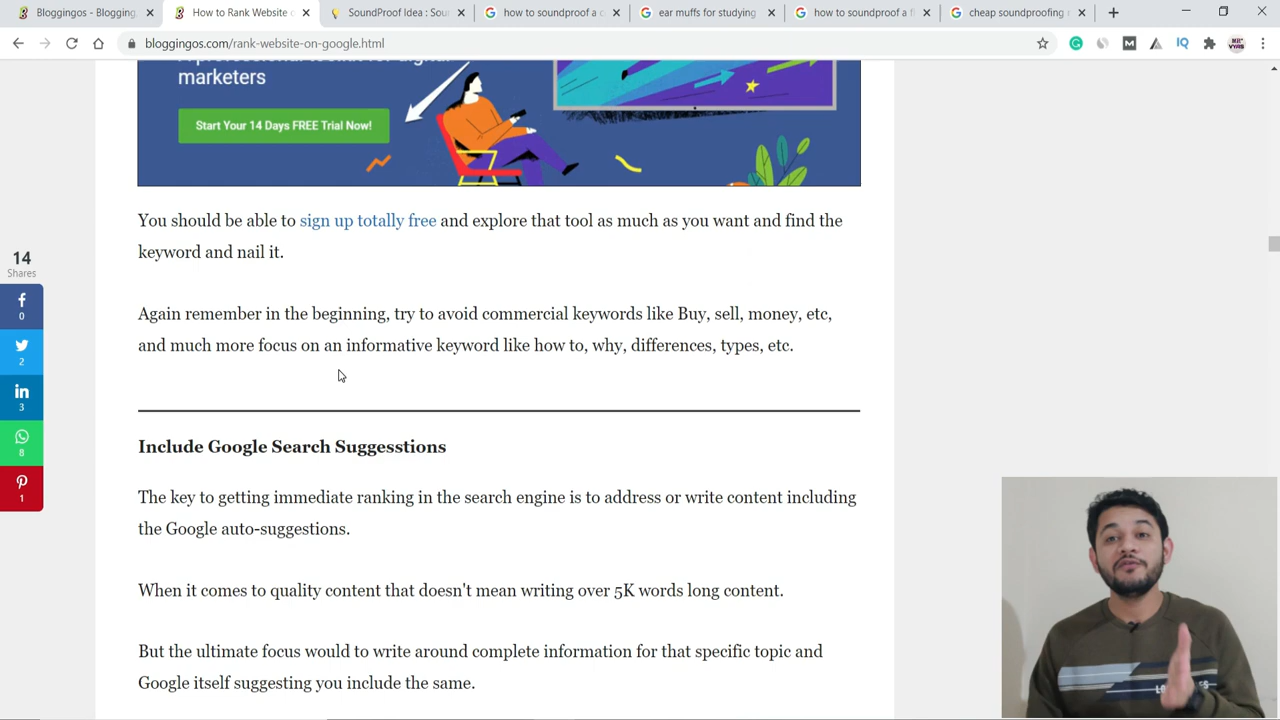 Bloggingos - Blogging
How to Rank Website o
SoundProof Idea : Sou
how to soundproof a c
ear muffs for studying
how to soundproof a f
cheap soundproofing
bloggingos.com/rank-website-on-google.html
marketers
Start Your 14 Days FREE Trial Now!
You should be able to sign up totally free and explore that tool as much as you want and find the
keyword and nail it.
14
Shares
0
2
3
8
1
Again remember in the beginning, try to avoid commercial keywords like Buy, sell, money, etc,
and much more focus on an informative keyword like how to, why, differences, types, etc.
Include Google Search Suggesstions
The key to getting immediate ranking in the search engine is to address or write content including
the Google auto-suggestions.
When it comes to quality content that doesn't mean writing over 5K words long content.
But the ultimate focus would to write around complete information for that specific topic and
Google itself suggesting you include the same.